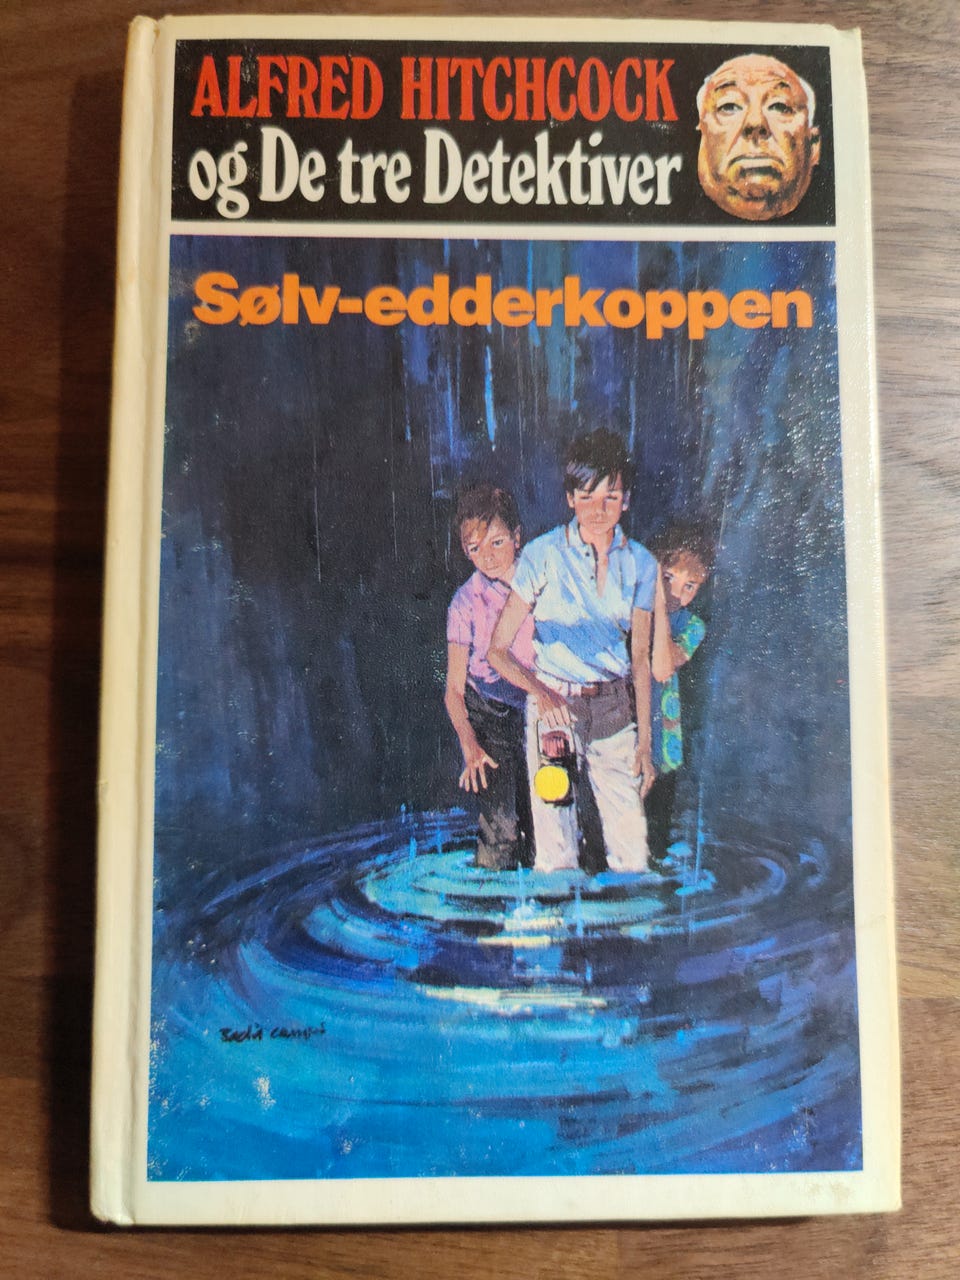 ALFRED HITCHCOCK
og De tre Detektiver
Sølv-edderkoppen